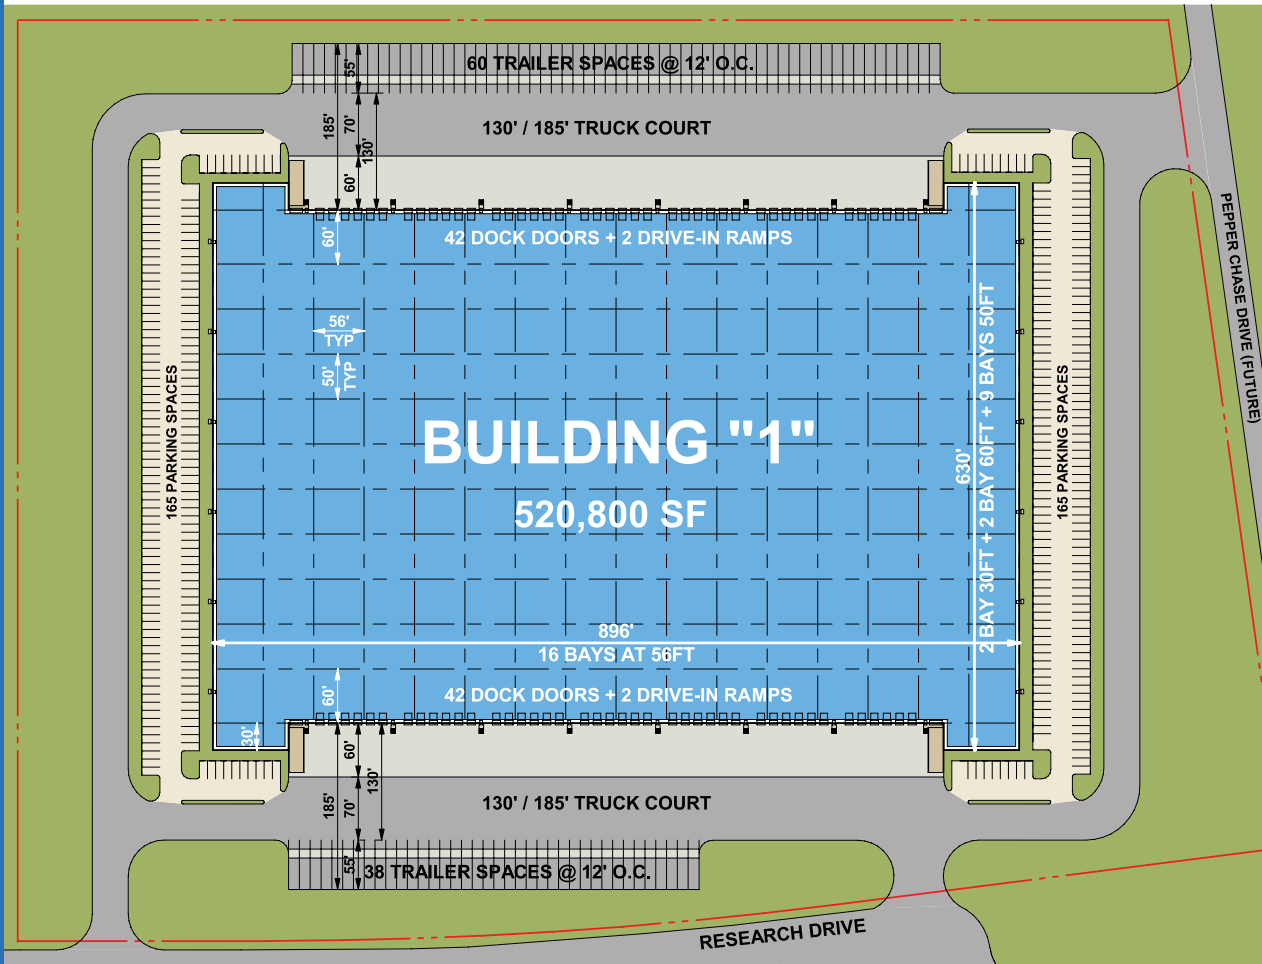 60 TRAILER SPACES @ 12' O.C.
55'
185'
70'
130'
130' / 185' TRUCK COURT
60'
60'
42 DOCK DOORS + 2 DRIVE-IN RAMPS
56'
TYP
50'
TYP
PEPPER CHASE DRIVE (FUTURE)
165 PARKING SPACES
BUILDING "1"
520,800 SF
630'
2 BAY 30FT + 2 BAY 60FT + 9 BAYS 50FT
165 PARKING SPACES
896'
16 BAYS AT 56FT
60'
42 DOCK DOORS + 2 DRIVE-IN RAMPS
30'
60'
130'
185'
70'
130' / 185' TRUCK COURT
55'
38 TRAILER SPACES @ 12' O.C.
RESEARCH DRIVE